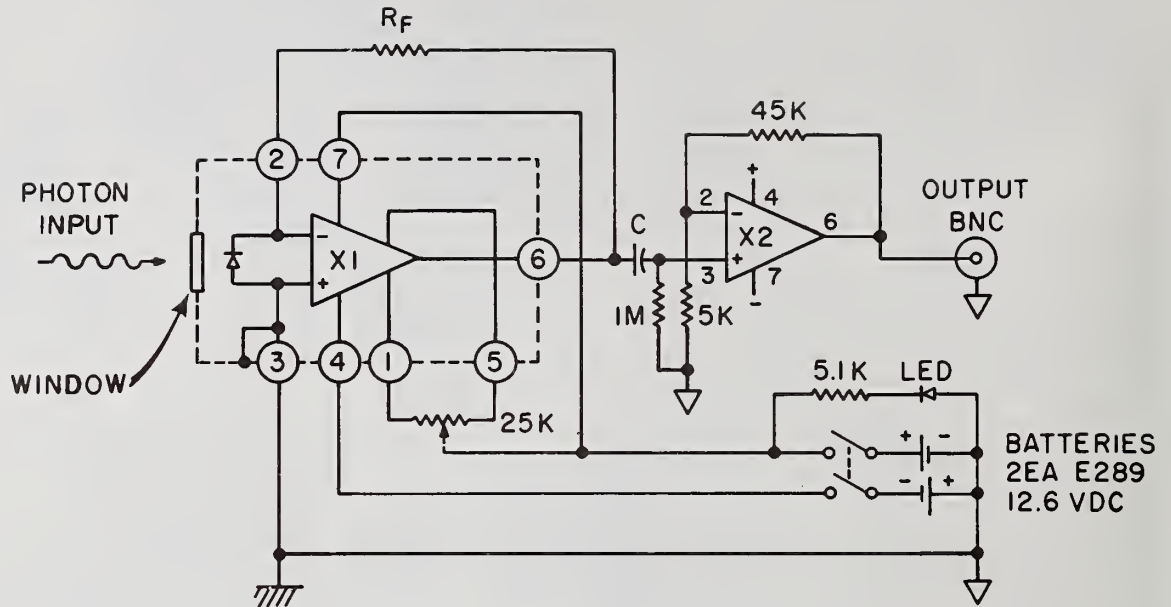 R_F
45K
2
7
PHOTON
INPUT
OUTPUT
BNC
-
X1
+
6
C
2
-
+
4
X2
6
3
+
7
-
1M
5K
WINDOW
3
4
1
5
25K
5.1K
LED
+
-
-
+
BATTERIES
2EA E289
12.6 VDC